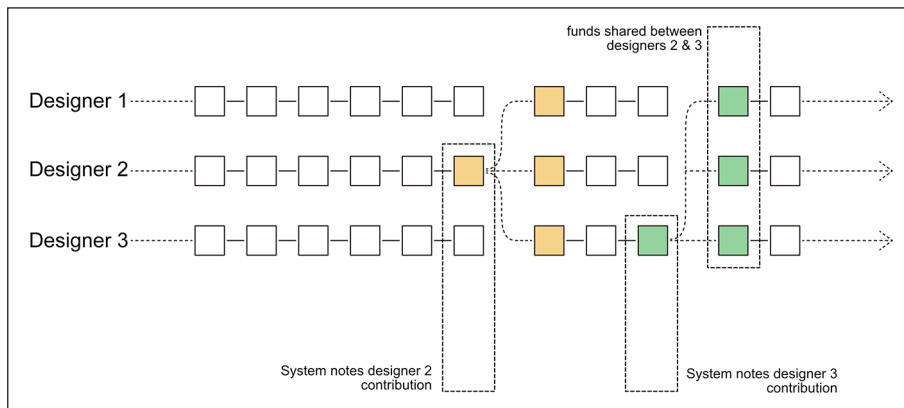 funds shared between
designers 2 & 3
Designer 1
Designer 2
Designer 3
System notes designer 2
contribution
System notes designer 3
contribution